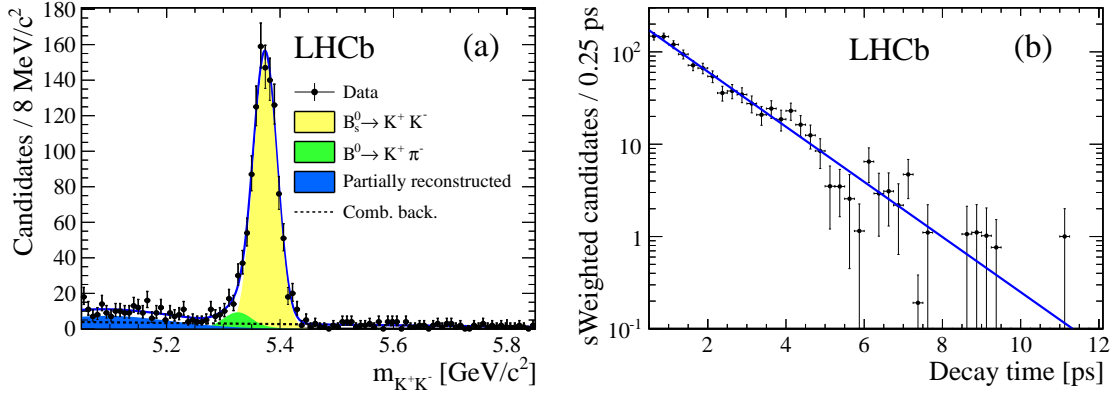 Candidates / 8 MeV/c²
160
140
120
100
80
60
40
20
0
LHCb
(a)
Data
B⁰ₛ → K⁺ K⁻
B⁰ → K⁺ π⁻
Partially reconstructed
Comb. back.
5.2 5.4 5.6 5.8
m_{K⁺K⁻} [GeV/c²]
sWeighted candidates / 0.25 ps
10²
10
1
10⁻¹
LHCb
(b)
2 4 6 8 10 12
Decay time [ps]